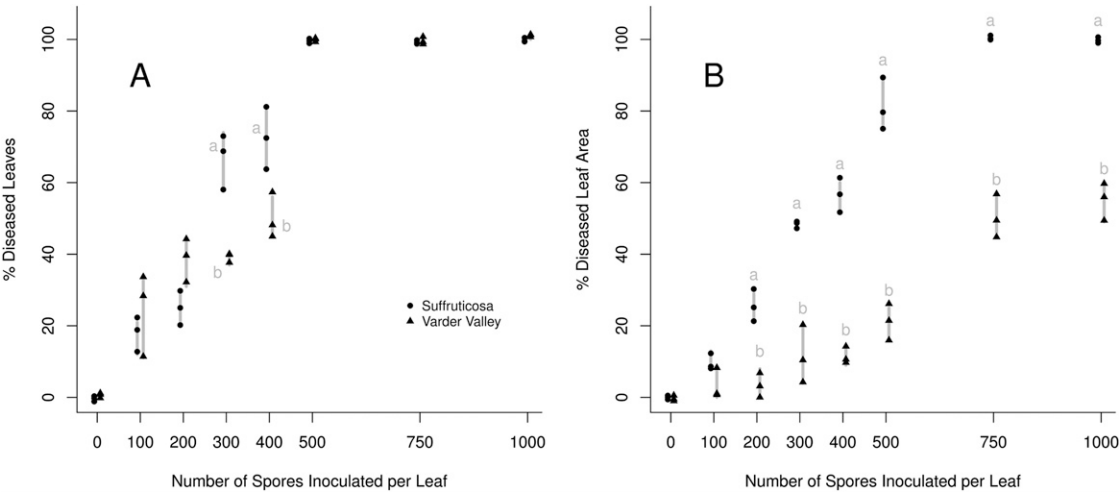 A
% Diseased Leaves
100
80
60
40
20
0
a
a
b
b
Suffruticosa
Varder Valley
0 100 200 300 400 500 750 1000
Number of Spores Inoculated per Leaf
B
% Diseased Leaf Area
100
80
60
40
20
0
a
a
a
a
a
a
b
b
b
b
b
b
0 100 200 300 400 500 750 1000
Number of Spores Inoculated per Leaf